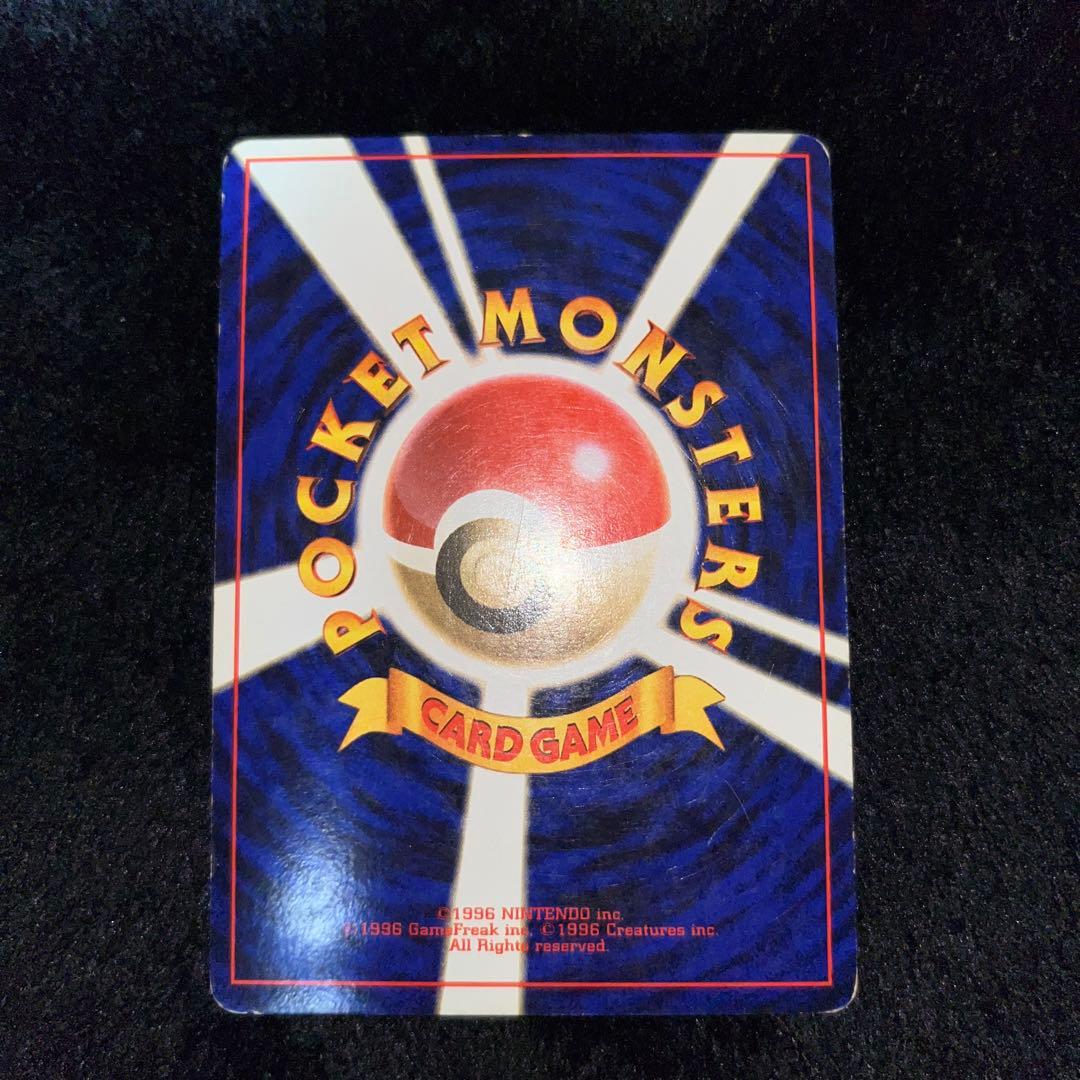 POCKET MONSTERS
CARD GAME
©1996 NINTENDO inc.
©1996 GameFreak inc. ©1996 Creatures inc.
All Rights reserved.